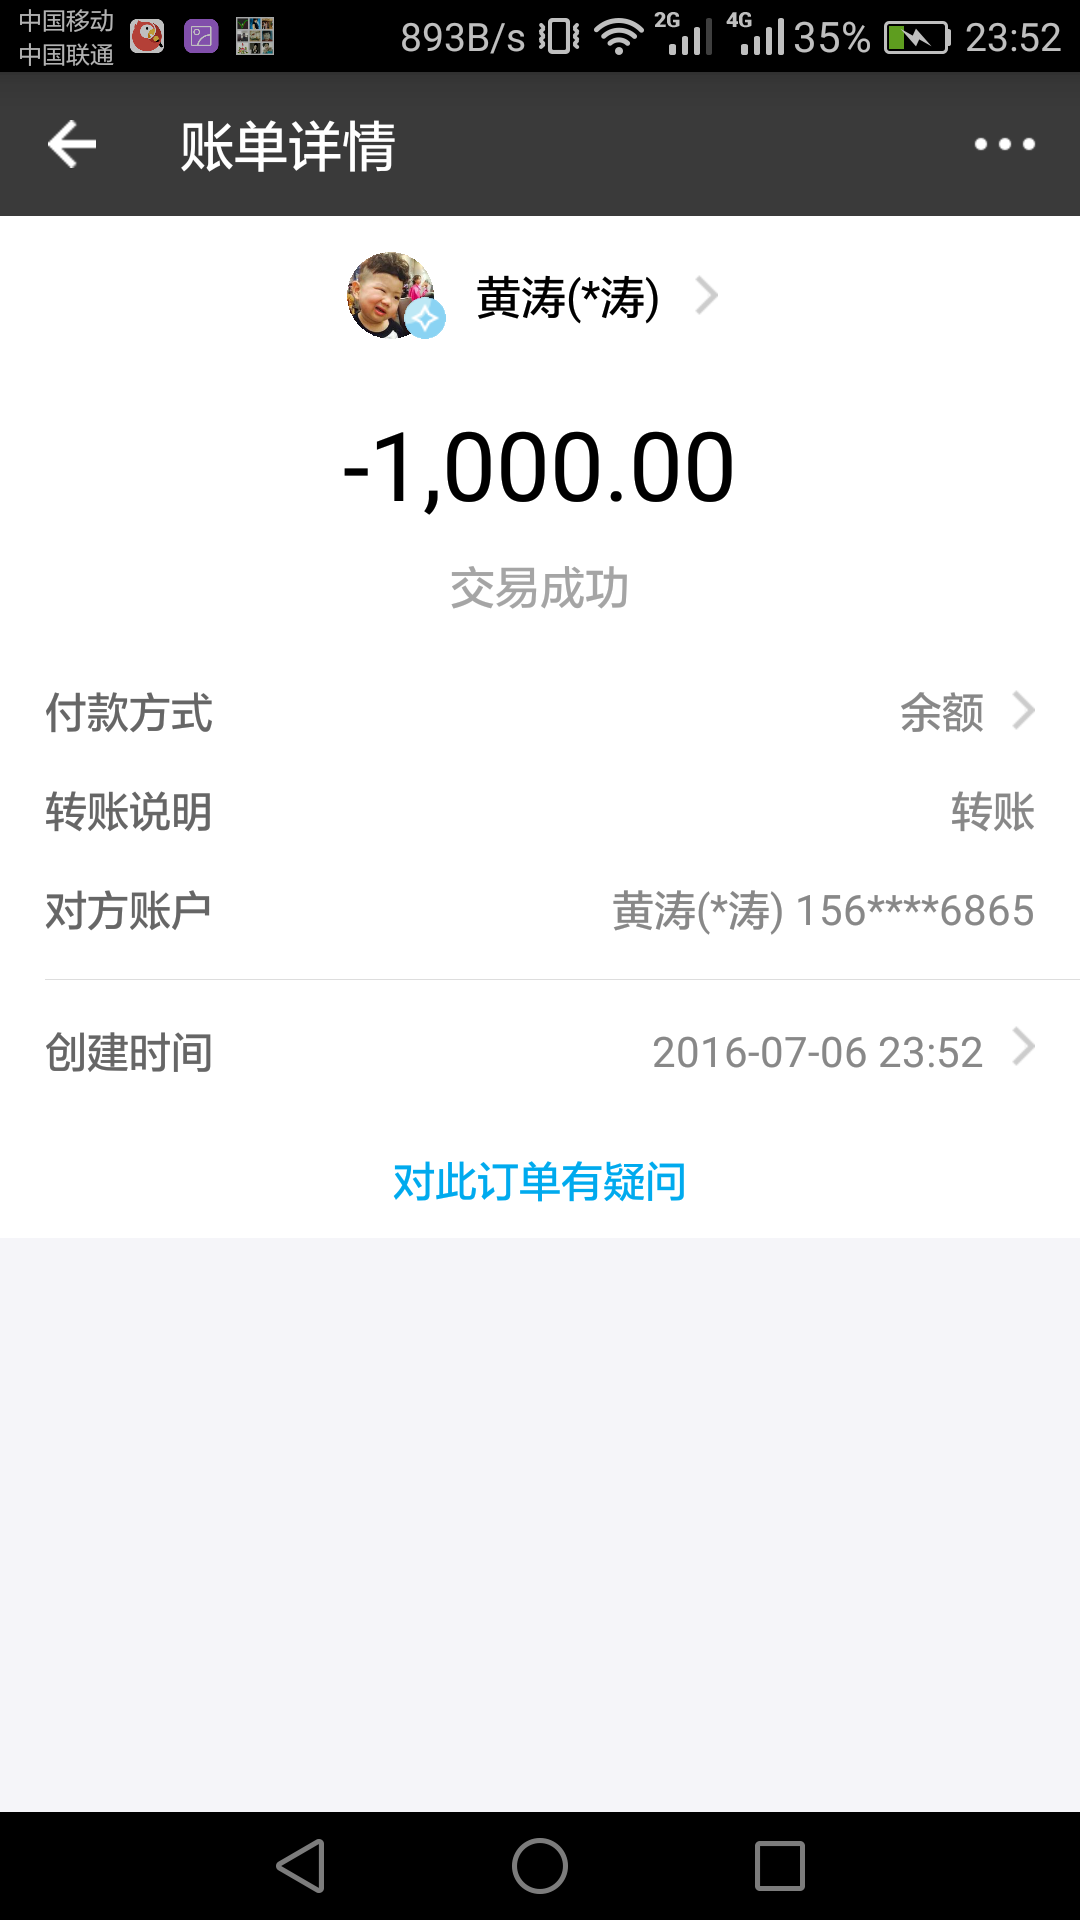 中国移动
中国联通
893B/s 2G 4G 35% 23:52
账单详情
黄涛(*涛)
-1,000.00
交易成功
付款方式 余额
转账说明 转账
对方账户 黄涛(*涛) 156****6865
创建时间 2016-07-06 23:52
对此订单有疑问